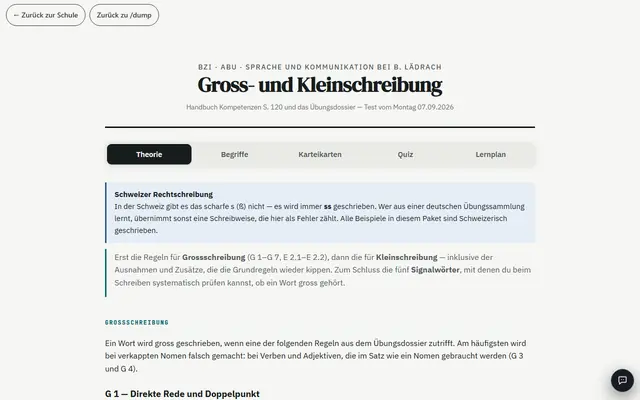 ← Zurück zur Schule
Zurück zu /dump
BZI · ABU · SPRACHE UND KOMMUNIKATION BEI B. LÄDRACH
Gross- und Kleinschreibung
Handbuch Kompetenzen S. 120 und das Übungsdossier — Test vom Montag 07.09.2026
Theorie
Begriffe
Karteikarten
Quiz
Lernplan
Schweizer Rechtschreibung
In der Schweiz gibt es das scharfe s (ß) nicht — es wird immer ss geschrieben. Wer aus einer deutschen Übungssammlung
lernt, übernimmt sonst eine Schreibweise, die hier als Fehler zählt. Alle Beispiele in diesem Paket sind Schweizerisch
geschrieben.
Erst die Regeln für Grossschreibung (G 1–G 7, E 2.1–E 2.2), dann die für Kleinschreibung — inklusive der
Ausnahmen und Zusätze, die die Grundregeln wieder kippen. Zum Schluss die fünf Signalwörter, mit denen du beim
Schreiben systematisch prüfen kannst, ob ein Wort gross gehört.
GROSSSCHREIBUNG
Ein Wort wird gross geschrieben, wenn eine der folgenden Regeln aus dem Übungsdossier zutrifft. Am häufigsten wird
bei verkappten Nomen falsch gemacht: bei Verben und Adjektiven, die im Satz wie ein Nomen gebraucht werden (G 3
und G 4).
G 1 — Direkte Rede und Doppelpunkt